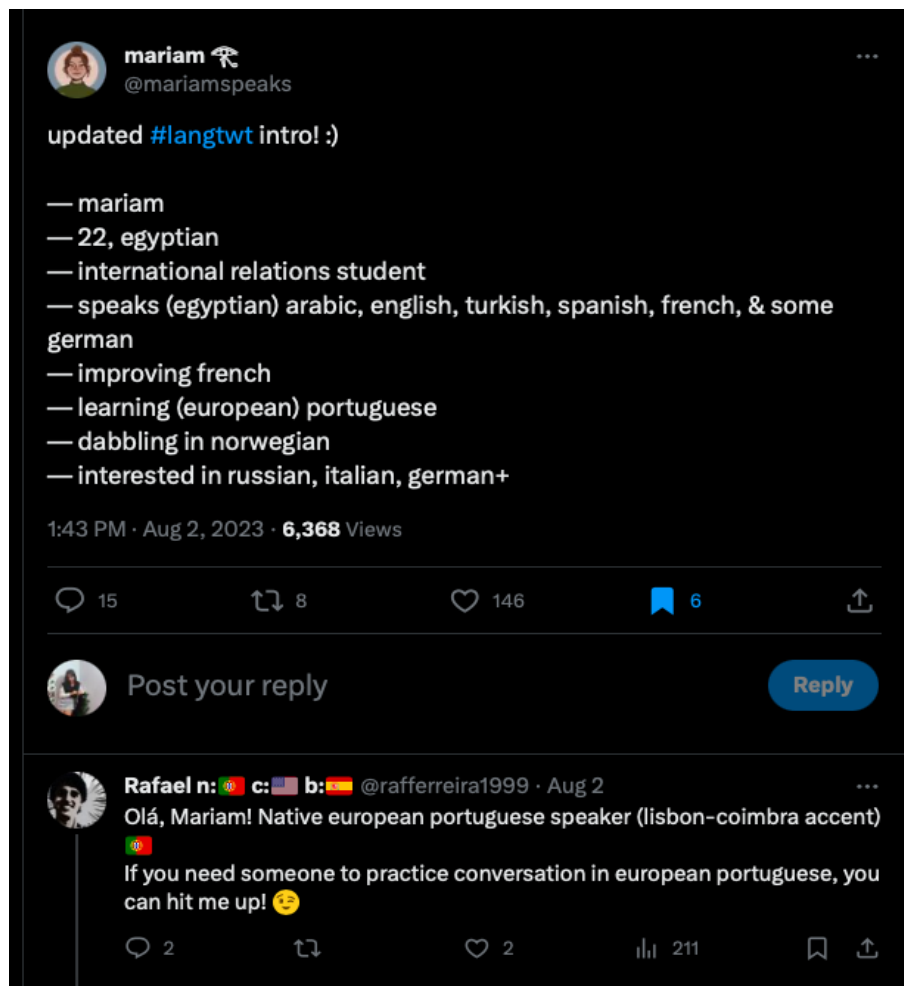 mariam
@mariamspeaks
updated #langtwt intro! :)
— mariam
— 22, egyptian
— international relations student
— speaks (egyptian) arabic, english, turkish, spanish, french, & some
german
— improving french
— learning (european) portuguese
— dabbling in norwegian
— interested in russian, italian, german+
1:43 PM · Aug 2, 2023 · 6,368 Views
15 8 146 6
Post your reply Reply
Rafael n:🇵🇹 c:🇺🇸 b:🇪🇸 @rafferreira1999 · Aug 2
Olá, Mariam! Native european portuguese speaker (lisbon-coimbra accent)
🇵🇹
If you need someone to practice conversation in european portuguese, you
can hit me up! 😉
2 2 211